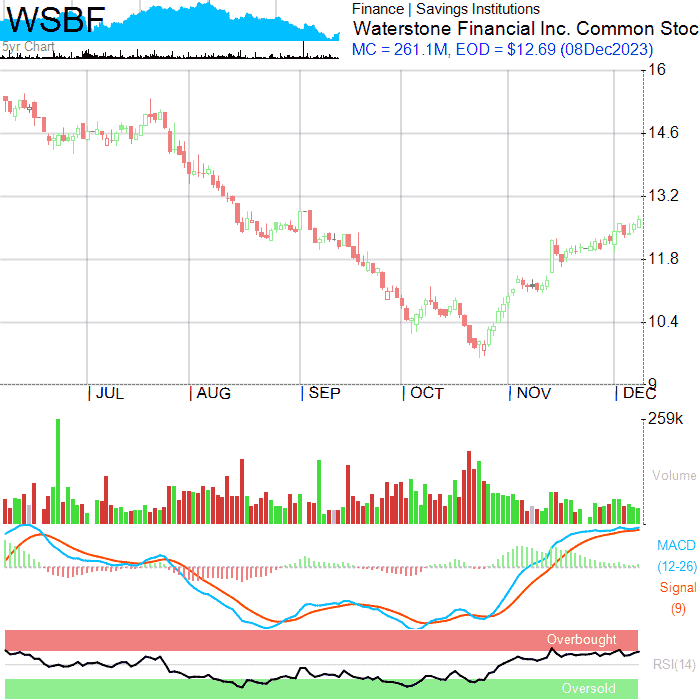 WSBF
5yr Chart
Finance | Savings Institutions
Waterstone Financial Inc. Common Stoc
MC = 261.1M, EOD = $12.69 (08Dec2023)
16
14.6
13.2
11.8
10.4
9
JUL
AUG
SEP
OCT
NOV
DEC
259k
Volume
MACD
(12-26)
Signal
(9)
Overbought
RSI(14)
Oversold